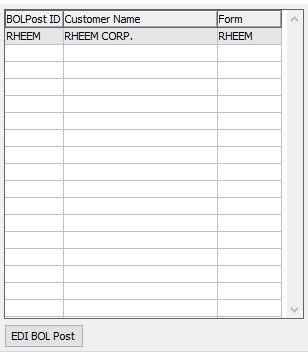 BOLPost ID Customer Name Form
RHEEM RHEEM CORP. RHEEM
EDI BOL Post